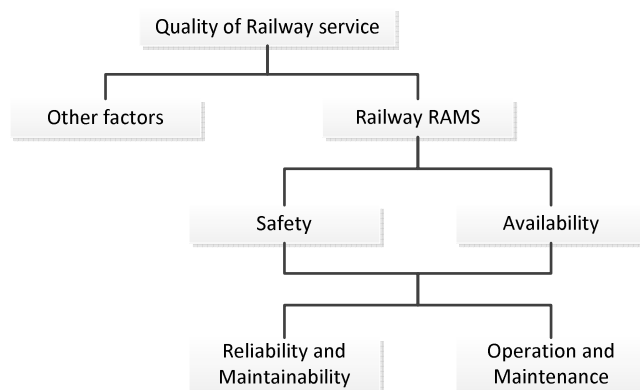 Quality of Railway service
Other factors
Railway RAMS
Safety
Availability
Reliability and
Maintainability
Operation and
Maintenance